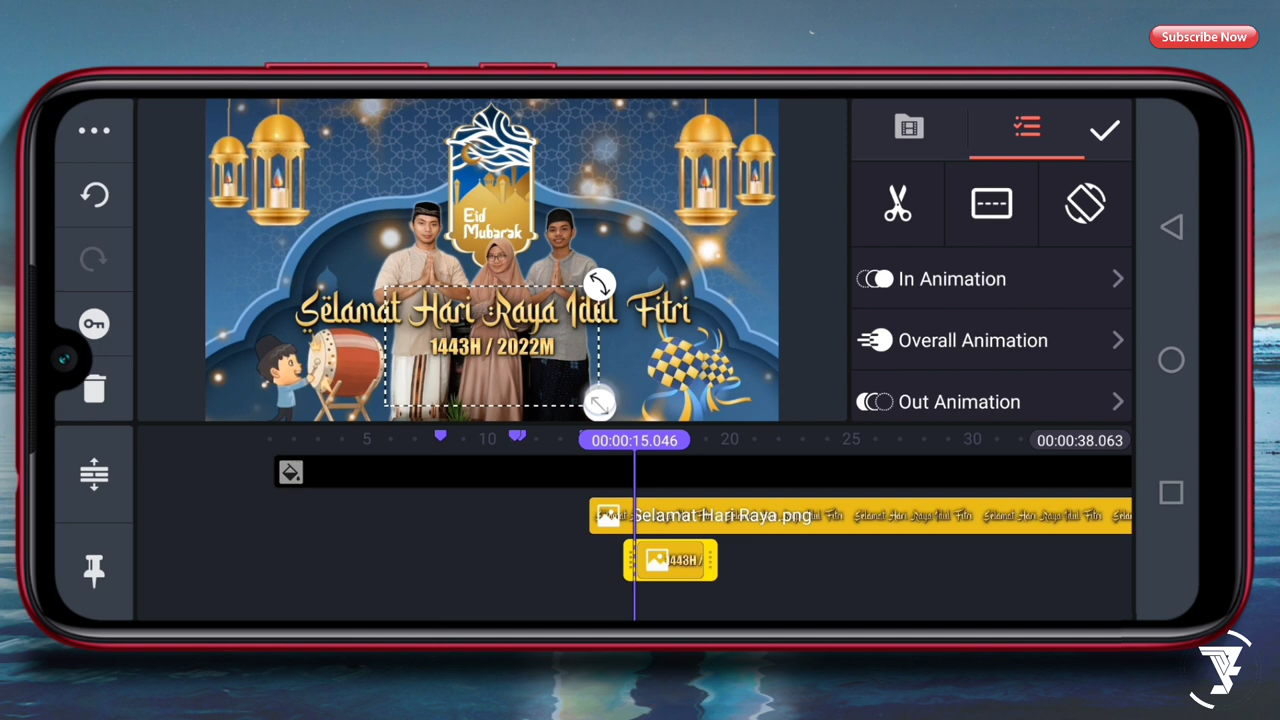 Subscribe Now
Eid
Mubarak
Selamat Hari Raya Idul Fitri
1443H / 2022M
In Animation
Overall Animation
Out Animation
5
10
00:00:15.046
20
25
30
00:00:38.063
Selamat Hari Raya.png
1443H /